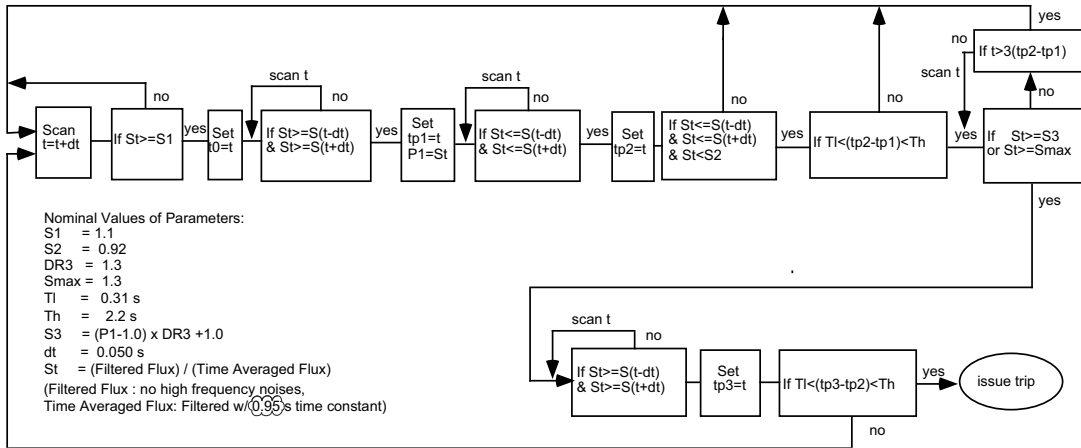 yes
no
If t>3(tp2-tp1)
scan t
no
scan t
no
scan t
no
no
no
Scan
t=t+dt
If St>=S1
yes
Set
t0=t
If St>=S(t-dt)
& St>=S(t+dt)
yes
Set
tp1=t
P1=St
If St<=S(t-dt)
& St<=S(t+dt)
yes
Set
tp2=t
If St<=S(t-dt)
& St<=S(t+dt)
& St<S2
yes
If Tl<(tp2-tp1)<Th
yes
If St>=S3
or St>=Smax
no
yes
Nominal Values of Parameters:
S1 = 1.1
S2 = 0.92
DR3 = 1.3
Smax = 1.3
Tl = 0.31 s
Th = 2.2 s
S3 = (P1-1.0) x DR3 +1.0
dt = 0.050 s
St = (Filtered Flux) / (Time Averaged Flux)
(Filtered Flux : no high frequency noises,
Time Averaged Flux: Filtered w/ 0.95 s time constant)
scan t
no
If St>=S(t-dt)
& St>=S(t+dt)
Set
tp3=t
If Tl<(tp3-tp2)<Th
yes
issue trip
no